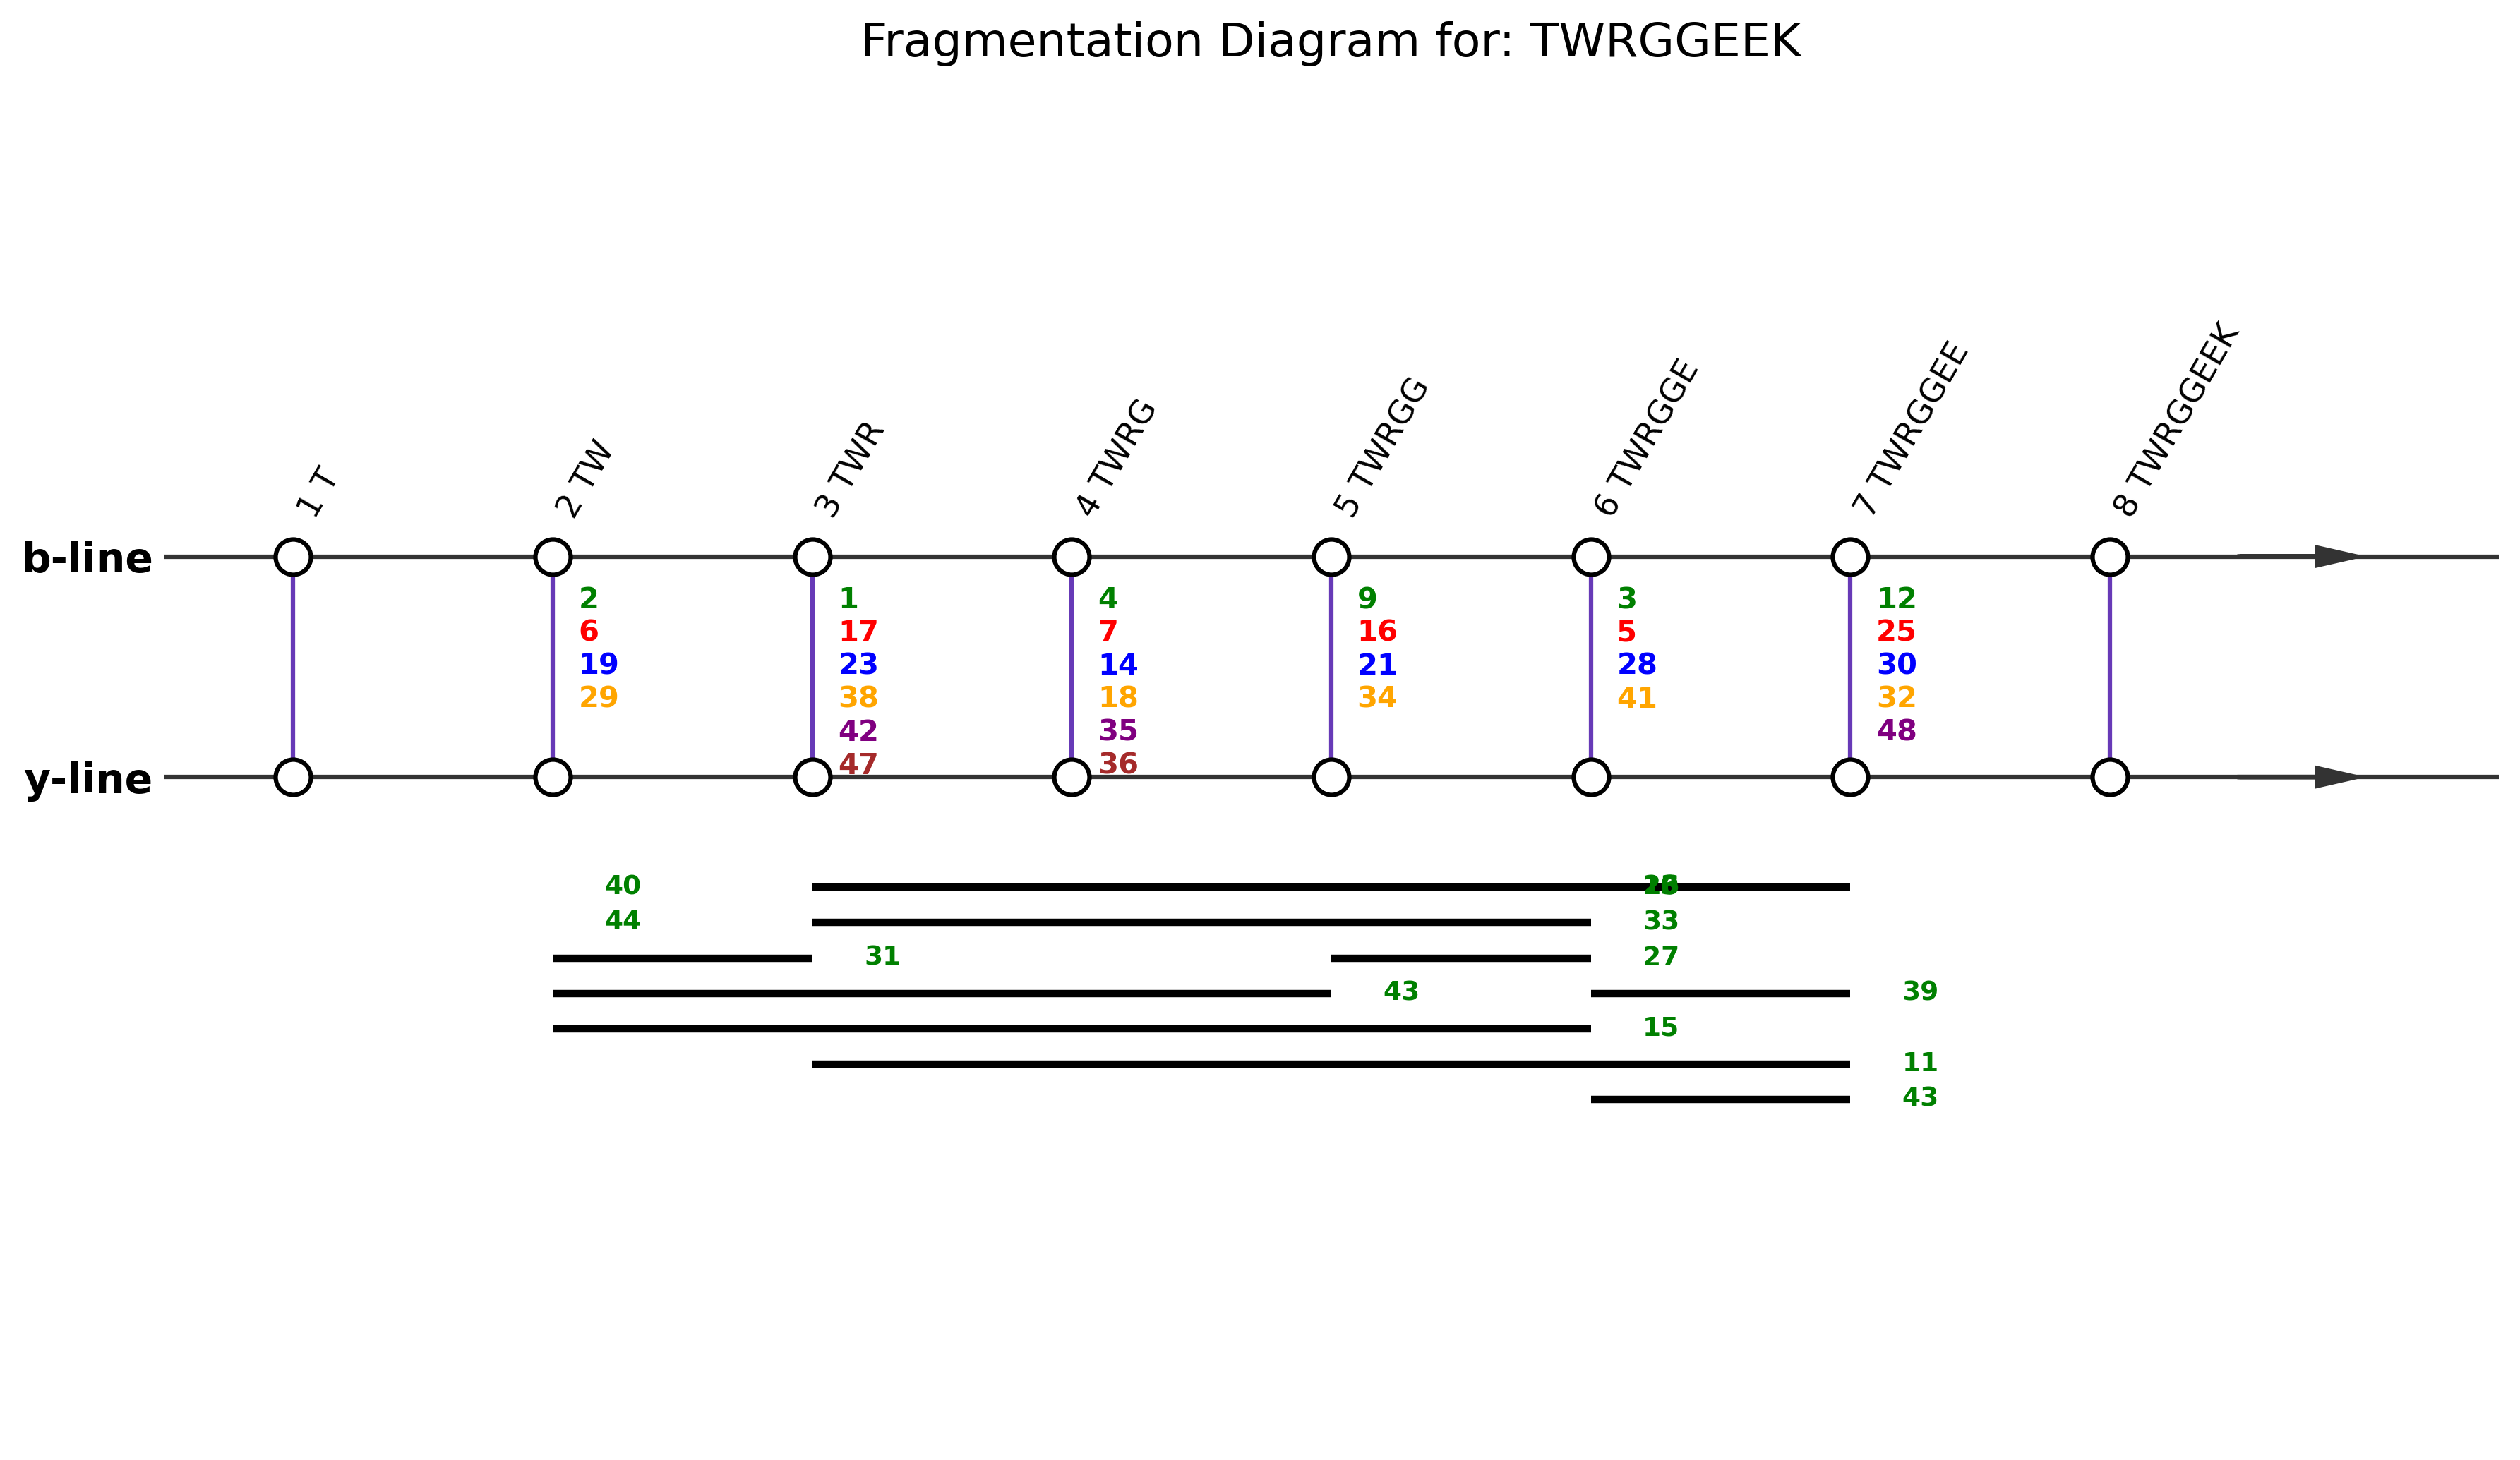 Fragmentation Diagram for: TWRGGEEK
1 T
2 TW
3 TWR
4 TWRG
5 TWRGG
6 TWRGGE
7 TWRGGEE
8 TWRGGEEK
b-line
2 1 4 9 3 12
6 17 7 16 5 25
19 23 14 21 28 30
29 38 18 34 41 32
42 35 48
47 36
y-line
40
44 33
31 27
43 39
15
11
43